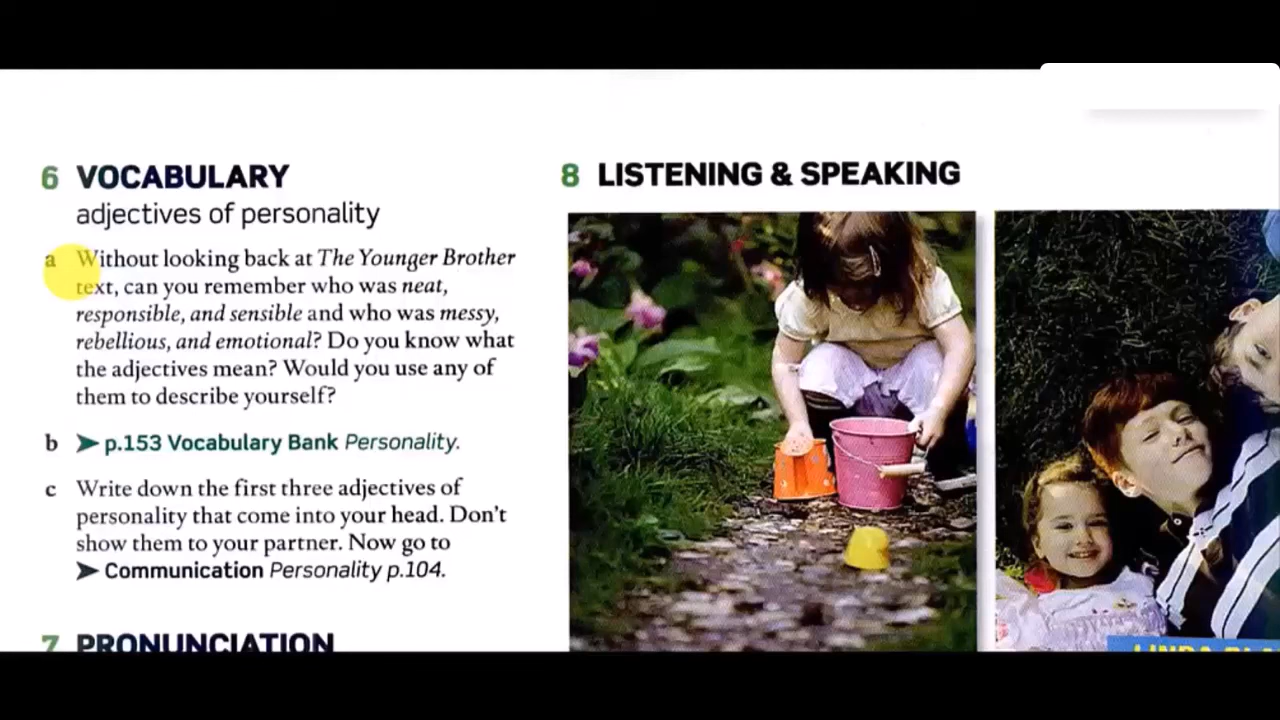 6 VOCABULARY
adjectives of personality
a Without looking back at The Younger Brother
text, can you remember who was neat,
responsible, and sensible and who was messy,
rebellious, and emotional? Do you know what
the adjectives mean? Would you use any of
them to describe yourself?
b ➤ p.153 Vocabulary Bank Personality.
c Write down the first three adjectives of
personality that come into your head. Don't
show them to your partner. Now go to
➤ Communication Personality p.104.
7 PRONUNCIATION
8 LISTENING & SPEAKING